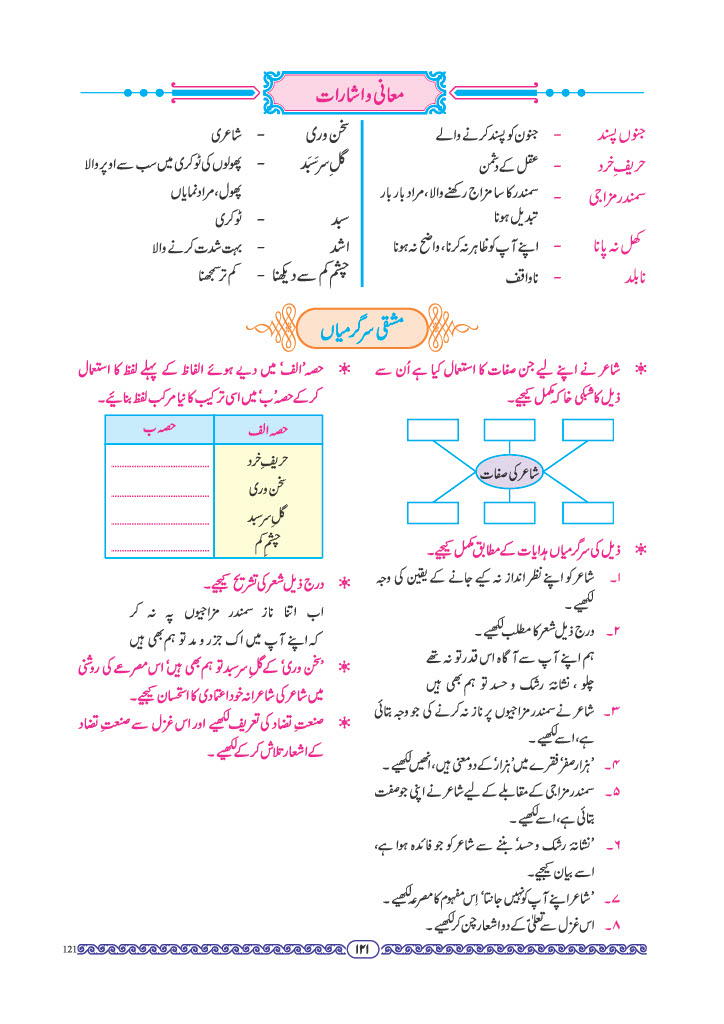 معانی و اشارات
جنوں پسند - جنون کو پسند کرنے والے
حریفِ خرد - عقل کے دشمن
سمندر مزاجی - سمندر کا سا مزاج رکھنے والا، مراد بار بار
تبدیل ہونا
کھل نہ پانا - اپنے آپ کو ظاہر نہ کرنا، واضح نہ ہونا
نابلد - ناواقف
سخن وری - شاعری
گلِ سرِسَبَد - پھولوں کی ٹوکری میں سب سے اوپر والا
پھول، مراد نمایاں
سبد - ٹوکری
اشد - بہت شدت کرنے والا
چشمِ کم سے دیکھنا - کم تر سمجھنا
مشقی سرگرمیاں
* شاعر نے اپنے لیے جن صفات کا استعمال کیا ہے اُن سے
ذیل کا شبکی خاکہ مکمل کیجیے۔
شاعر کی صفات
* ذیل کی سرگرمیاں ہدایات کے مطابق مکمل کیجیے۔
۱۔ شاعر کو اپنے نظر انداز نہ کیے جانے کے یقین کی وجہ
لکھیے۔
۲۔ درج ذیل شعر کا مطلب لکھیے۔
ہم اپنے آپ سے آگاہ اس قدر تو نہ تھے
چلو ، نشانۂ رشک و حسد تو ہم بھی ہیں
۳۔ شاعر نے سمندر مزاجیوں پر ناز نہ کرنے کی جو وجہ بتائی
ہے، اسے لکھیے۔
۴۔ 'ہزار صفر' فقرے میں 'ہزار' کے دو معنی ہیں، انھیں لکھیے۔
۵۔ سمندر مزاجی کے مقابلے کے لیے شاعر نے اپنی جو صفت
بتائی ہے، اسے لکھیے۔
۶۔ 'نشانۂ رشک و حسد' بننے سے شاعر کو جو فائدہ ہوا ہے،
اسے بیان کیجیے۔
۷۔ 'شاعر اپنے آپ کو نہیں جانتا' اِس مفہوم کا مصرعہ لکھیے۔
۸۔ اس غزل سے تعلّی کے دو اشعار چن کر لکھیے۔
* حصہ 'الف' میں دیے ہوئے الفاظ کے پہلے لفظ کا استعمال
کرکے حصہ 'ب' میں اسی ترکیب کا نیا مرکب لفظ بنائیے۔
حصہ الف حصہ ب
حریفِ خرد
سخن وری
گلِ سرسبد
چشمِ کم
* درج ذیل شعر کی تشریح کیجیے۔
اب اتنا ناز سمندر مزاجیوں پہ نہ کر
کہ اپنے آپ میں اک جزر و مد تو ہم بھی ہیں
* 'سخن وری کے گلِ سرسبد تو ہم بھی ہیں' اس مصرعے کی روشنی
میں شاعر کی شاعرانہ خود اعتمادی کا استحسان کیجیے۔
* صنعتِ تضاد کی تعریف لکھیے اور اس غزل سے صنعتِ تضاد
کے اشعار تلاش کرکے لکھیے۔
۱۲۱
121